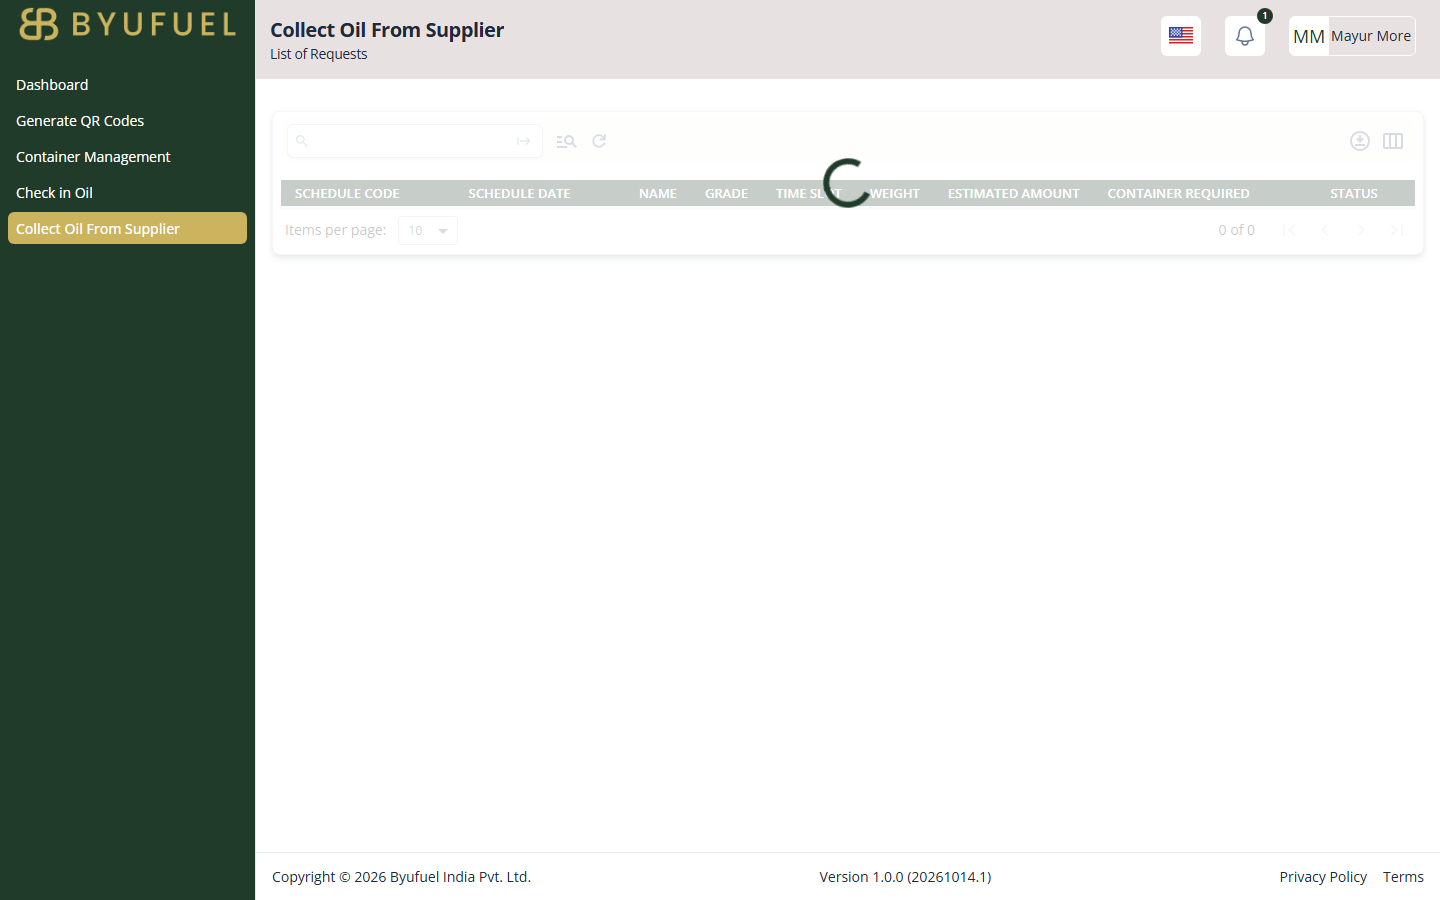 BYUFUEL
Dashboard
Generate QR Codes
Container Management
Check in Oil
Collect Oil From Supplier
Collect Oil From Supplier
List of Requests
1
MM Mayur More
SCHEDULE CODE SCHEDULE DATE NAME GRADE TIME SLOT WEIGHT ESTIMATED AMOUNT CONTAINER REQUIRED STATUS
Items per page: 10 0 of 0
Copyright © 2026 Byufuel India Pvt. Ltd. Version 1.0.0 (20261014.1) Privacy Policy Terms